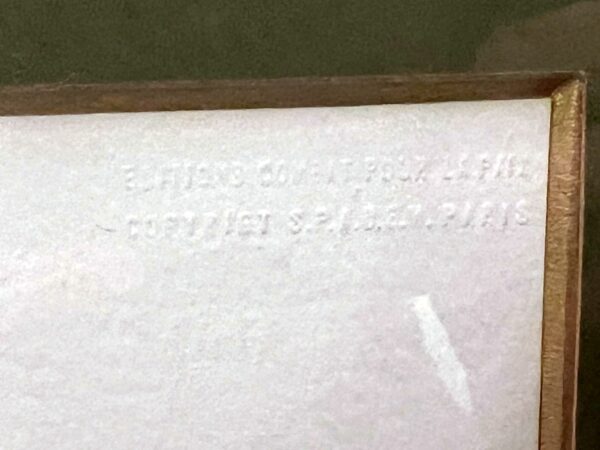 COMBAT POUR LA PAIX
COPYRIGHT S.P.A.D.E.M. PARIS